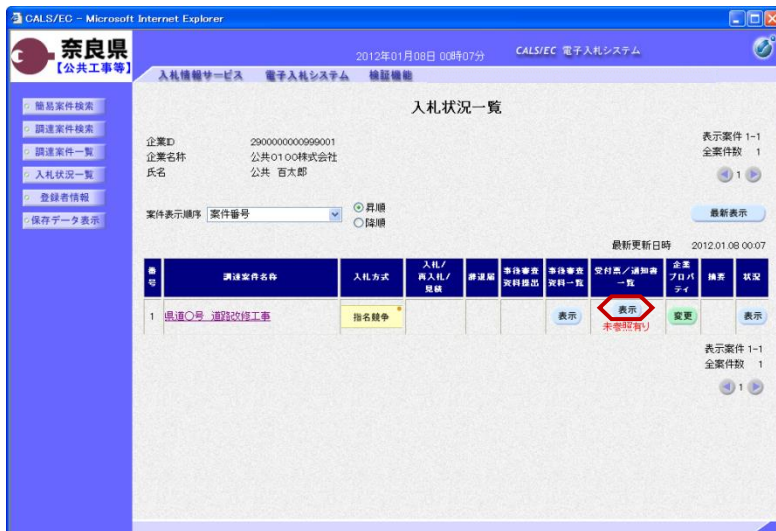 CALS/EC - Microsoft Internet Explorer
奈良県
【公共工事等】
2012年01月08日 00時07分
CALS/EC 電子入札システム
入札情報サービス 電子入札システム 検証機能
簡易案件検索
調達案件検索
調達案件一覧
入札状況一覧
登録者情報
保存データ表示
入札状況一覧
企業ID 2900000000999001
企業名称 公共0100株式会社
氏名 公共 百太郎
表示案件 1-1
全案件数 1
1
案件表示順序 案件番号
昇順
降順
最新表示
最新更新日時 2012.01.08 00:07
番号 調達案件名称 入札方式 入札/再入札/見積 辞退届 事後審査資料提出 事後審査資料一覧 受付票/通知書一覧 企業プロパティ 摘要 状況
1 県道〇号 道路改修工事 指名競争 表示 表示 変更 表示
未参照有り
表示案件 1-1
全案件数 1
1